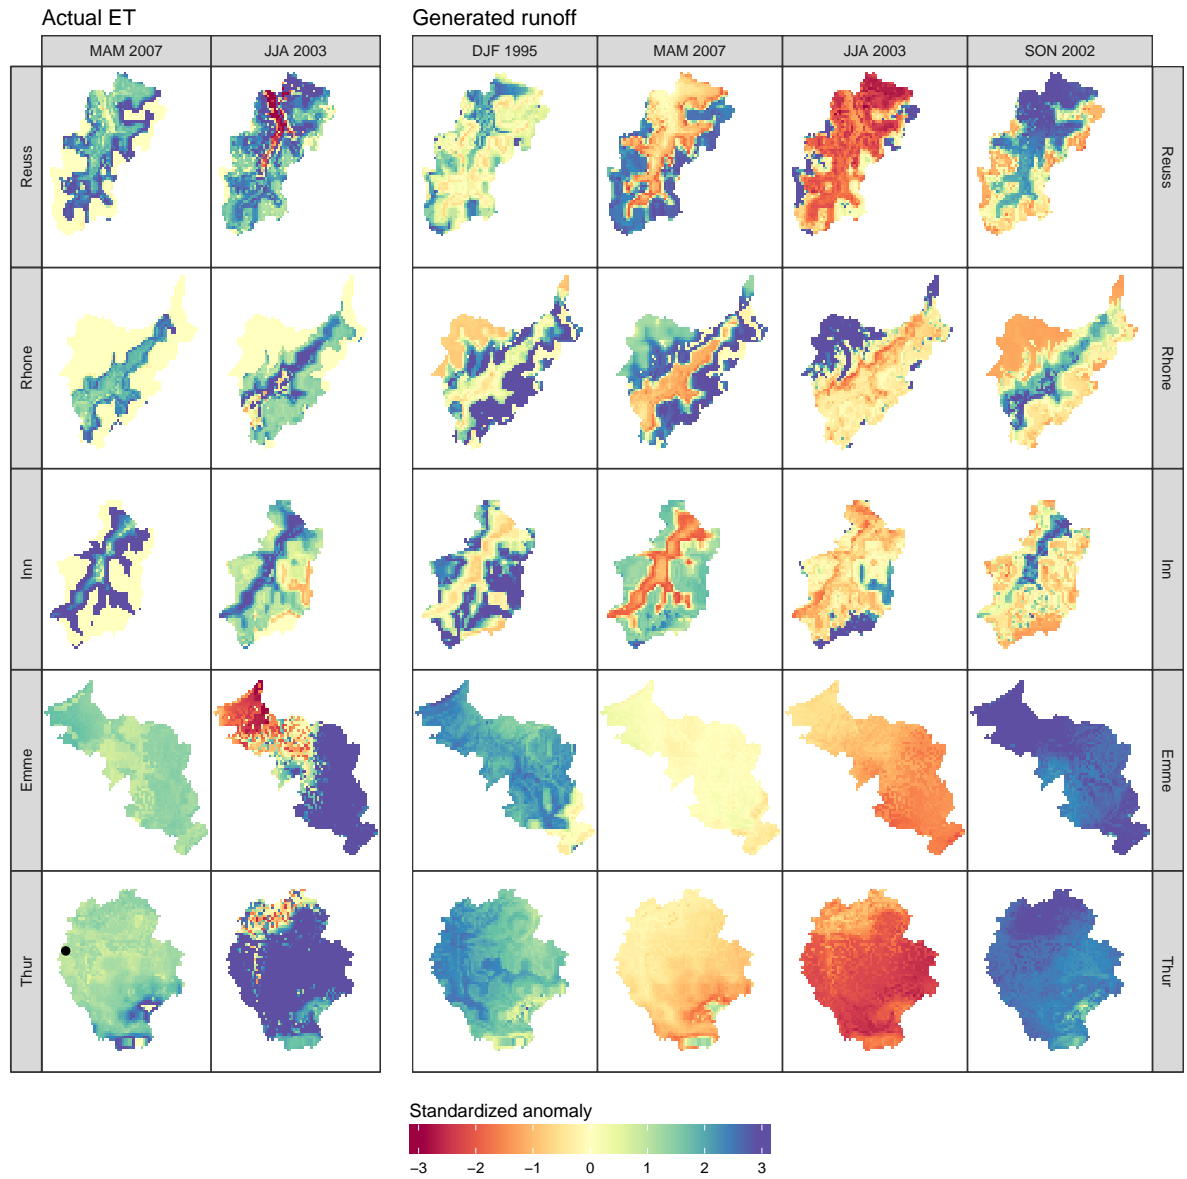 Actual ET
Generated runoff
MAM 2007
JJA 2003
DJF 1995
MAM 2007
JJA 2003
SON 2002
Reuss
Reuss
Rhone
Rhone
Inn
Inn
Emme
Emme
Thur
Thur
Standardized anomaly
−3 −2 −1 0 1 2 3